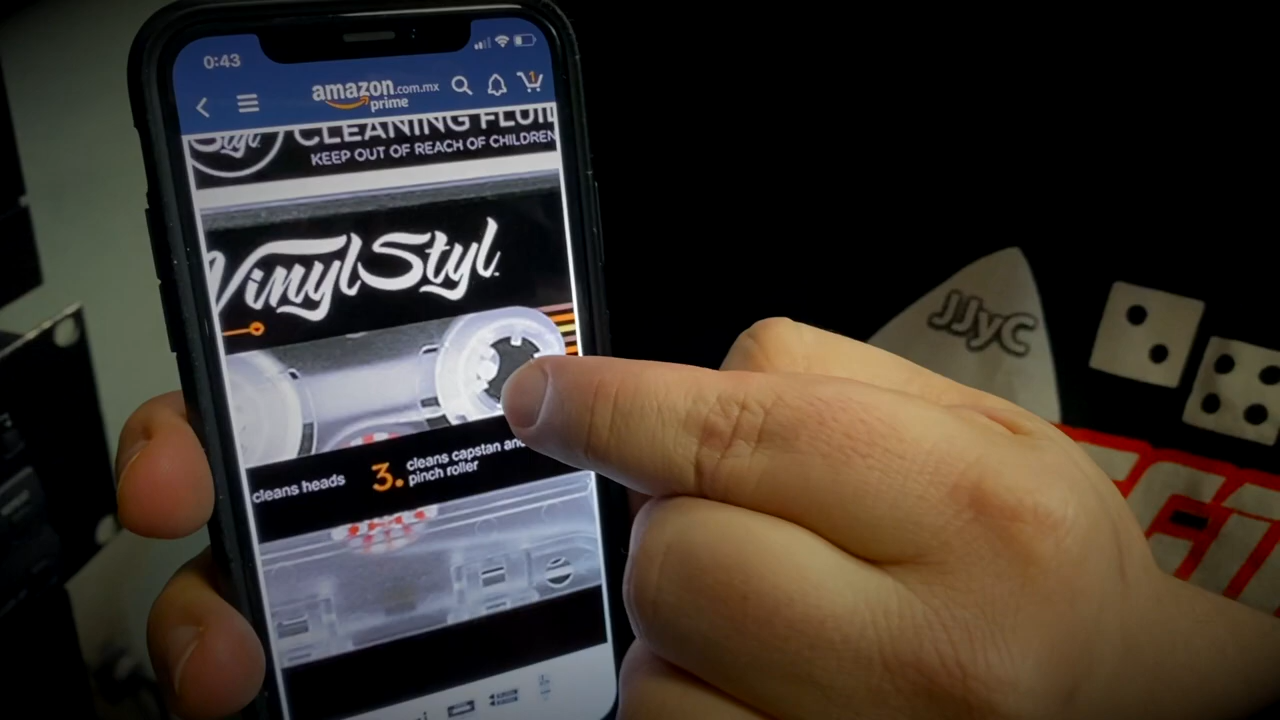 0:43
amazon.com.mx
prime
1
CLEANING FLUI
KEEP OUT OF REACH OF CHILDREN
VinylStyl
JJyC
cleans heads
3. cleans capstan and
pinch roller